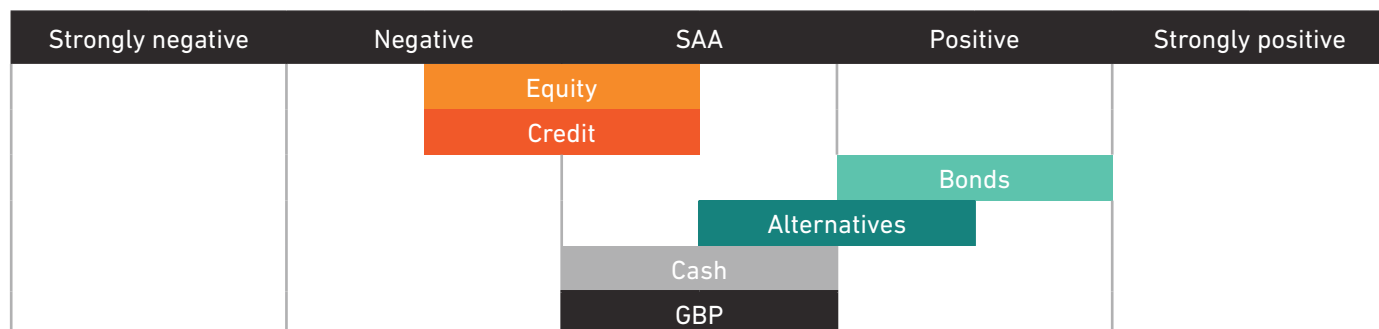 Strongly negative Negative SAA Positive Strongly positive
Equity
Credit
Bonds
Alternatives
Cash
GBP